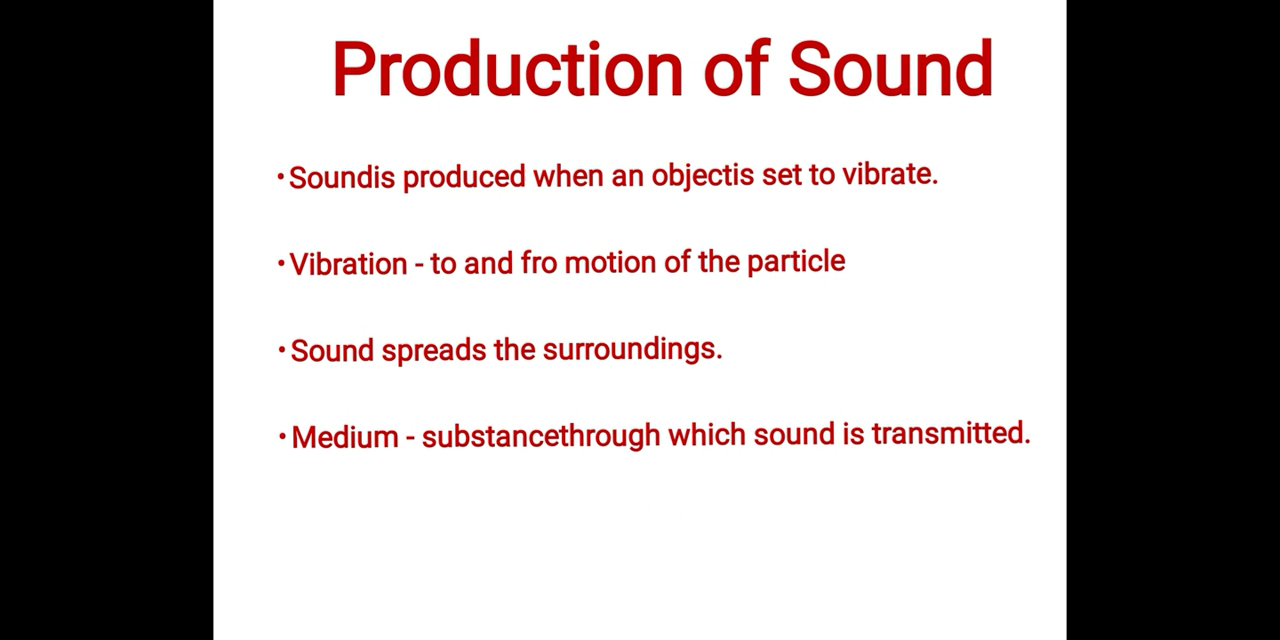 Production of Sound
•Soundis produced when an objectis set to vibrate.
•Vibration - to and fro motion of the particle
•Sound spreads the surroundings.
•Medium - substancethrough which sound is transmitted.